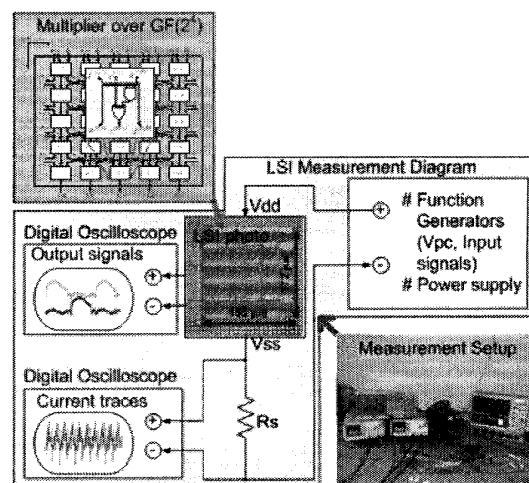 Multiplier over GF(2⁴)
LSI Measurement Diagram
Vdd
# Function
Generators
(Vpc, Input
signals)
# Power supply
Digital Oscilloscope
Output signals
LSI photo
Vss
Digital Oscilloscope
Current traces
Rs
Measurement Setup